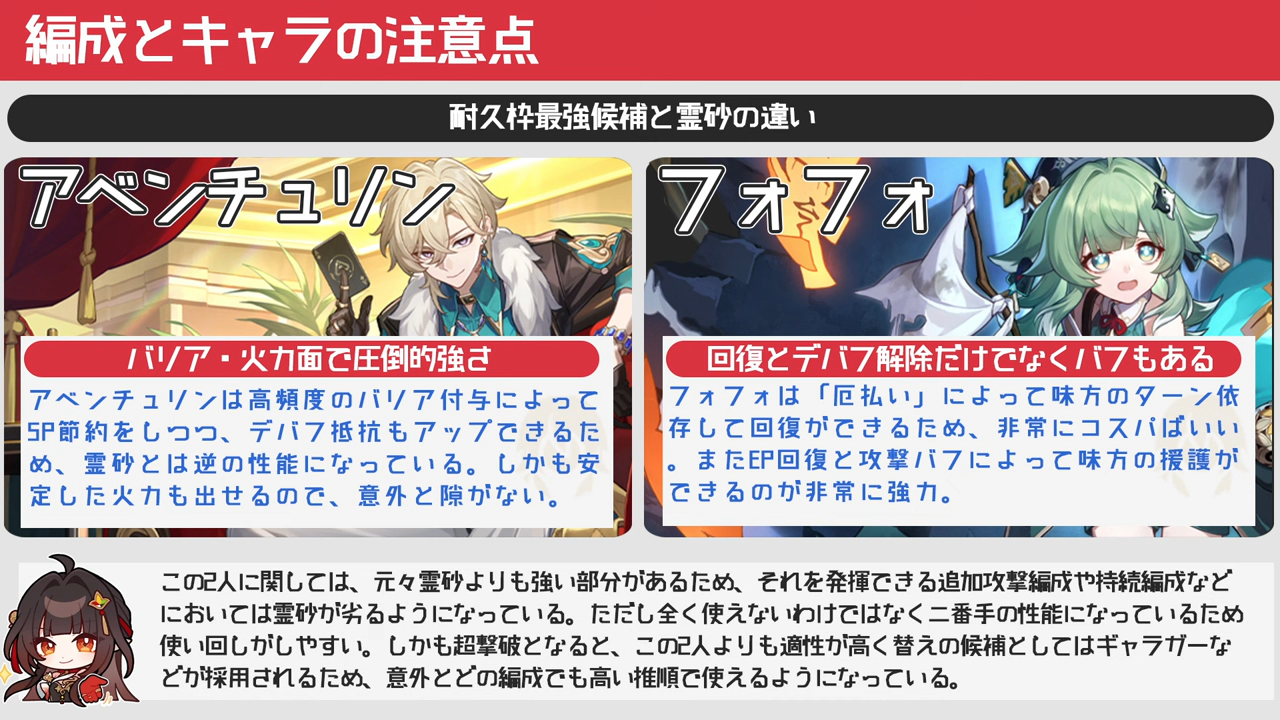 編成とキャラの注意点
耐久枠最強候補と霊砂の違い
アベンチュリン
フォフォ
バリア・火力面で圧倒的強さ
アベンチュリンは高頻度のバリア付与によって
SP節約をしつつ、デバフ抵抗もアップできるた
め、霊砂とは逆の性能になっている。しかも安
定した火力も出せるので、意外と隙がない。
回復とデバフ解除だけでなくバフもある
フォフォは「厄払い」によって味方のターン依
存して回復ができるため、非常にコスパばいい
。またEP回復と攻撃バフによって味方の援護が
できるのが非常に強力。
この2人に関しては、元々霊砂よりも強い部分があるため、それを発揮できる追加攻撃編成や持続編成など
においては霊砂が劣るようになっている。ただし全く使えないわけではなく二番手の性能になっているため
使い回しがしやすい。しかも超撃破となると、この2人よりも適性が高く替えの候補としてはギャラガーな
どが採用されるため、意外とどの編成でも高い推順で使えるようになっている。